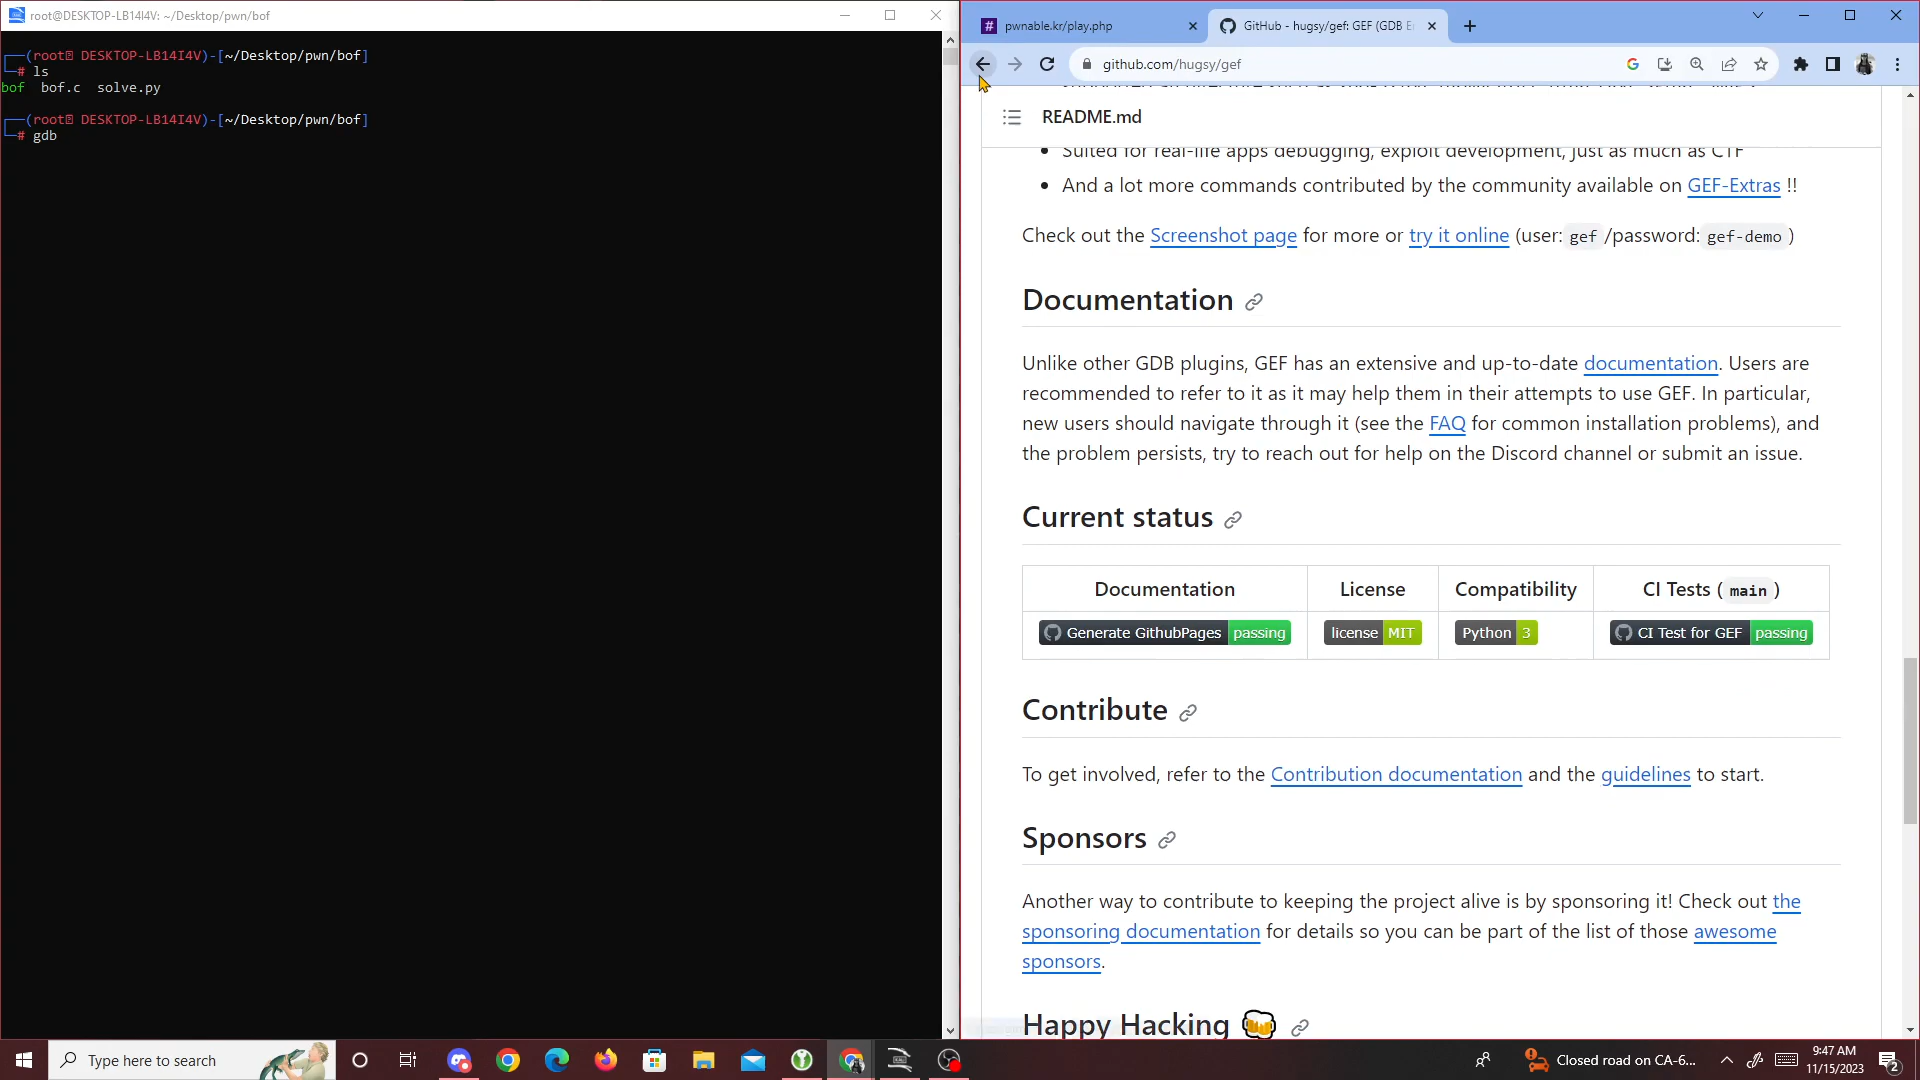 root@DESKTOP-LB14I4V: ~/Desktop/pwn/bof
(root DESKTOP-LB14I4V)-[~/Desktop/pwn/bof]
# ls
bof bof.c solve.py
(root DESKTOP-LB14I4V)-[~/Desktop/pwn/bof]
# gdb
pwnable.kr/play.php
GitHub - hugsy/gef: GEF (GDB E
github.com/hugsy/gef
README.md
Suited for real-life apps debugging, exploit development, just as much as CTF
And a lot more commands contributed by the community available on GEF-Extras !!
Check out the Screenshot page for more or try it online (user: gef /password: gef-demo )
Documentation
Unlike other GDB plugins, GEF has an extensive and up-to-date documentation. Users are
recommended to refer to it as it may help them in their attempts to use GEF. In particular,
new users should navigate through it (see the FAQ for common installation problems), and
the problem persists, try to reach out for help on the Discord channel or submit an issue.
Current status
Documentation License Compatibility CI Tests ( main )
Generate GithubPages passing license MIT Python 3 CI Test for GEF passing
Contribute
To get involved, refer to the Contribution documentation and the guidelines to start.
Sponsors
Another way to contribute to keeping the project alive is by sponsoring it! Check out the
sponsoring documentation for details so you can be part of the list of those awesome
sponsors.
Happy Hacking
Type here to search
Closed road on CA-6...
9:47 AM
11/15/2023
2